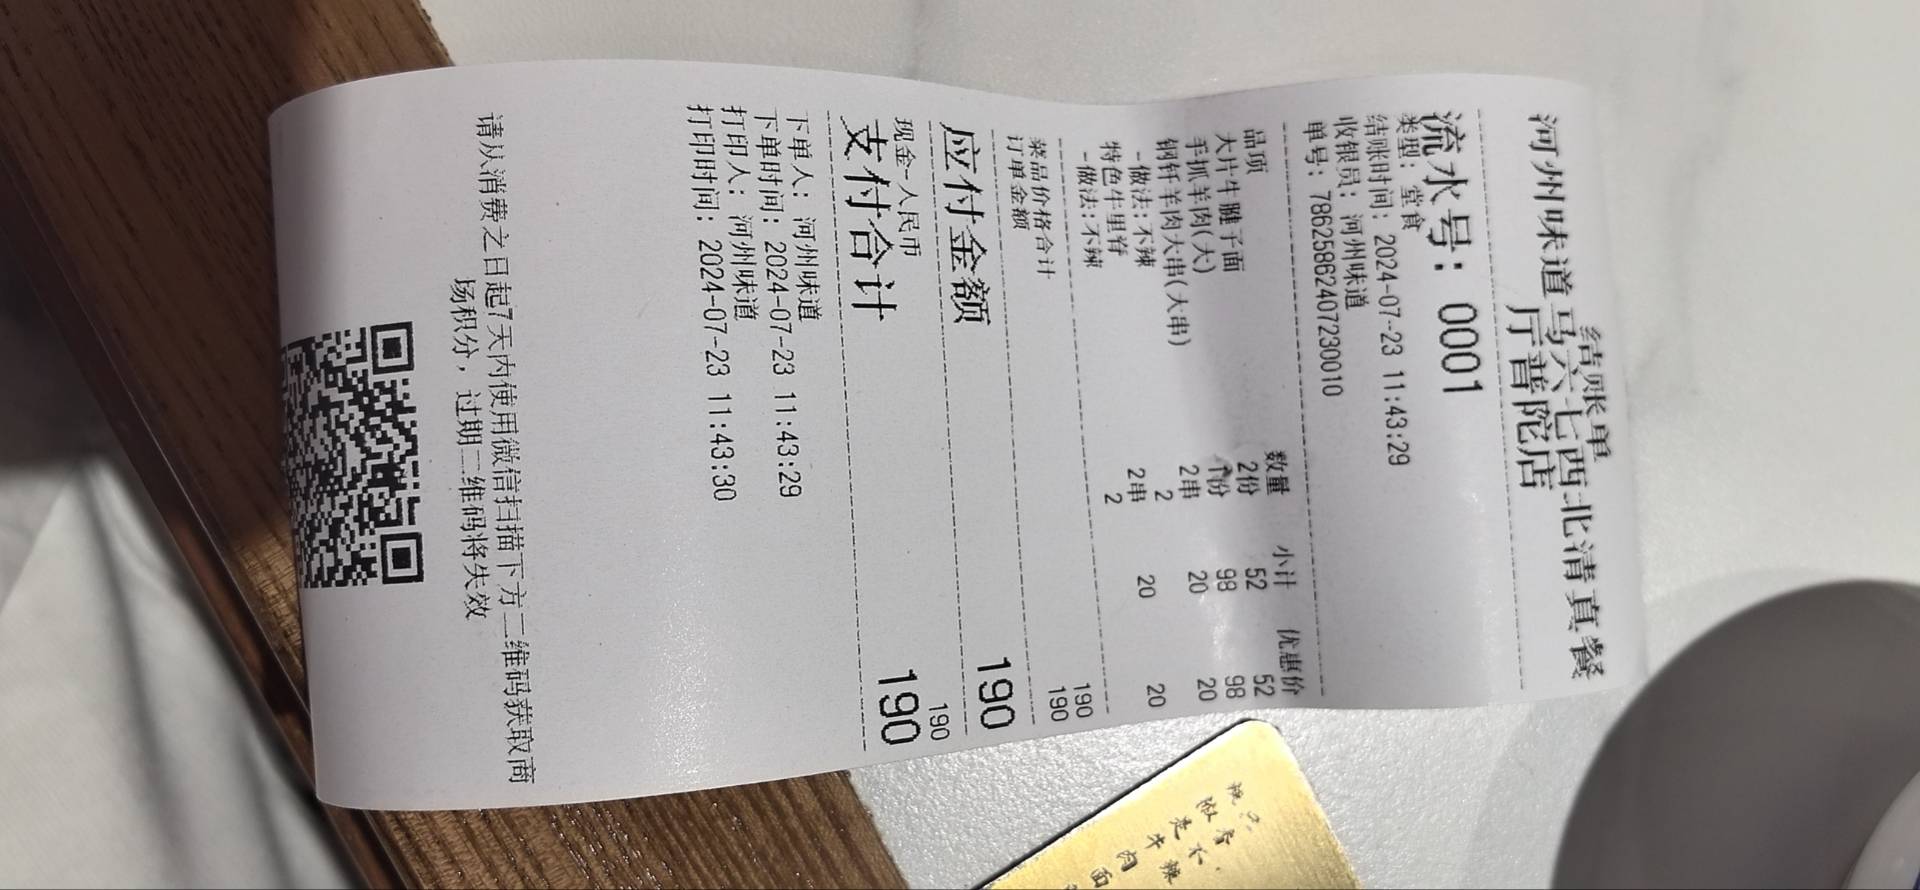 结账单
河州味道马六七西北清真餐
厅普陀店
流水号: 0001
类型: 堂食
结账时间: 2024-07-23 11:43:29
收银员: 河州味道
单号: 78625862407230010
品项 数量 小计 优惠价
大片牛腱子面 2份 52 52
手抓羊肉(大) 1份 98 98
钢钎羊肉大串(大串) 2串 20 20
-做法:不辣 2
特色牛里脊 2串 20 20
-做法:不辣 2
菜品价格合计 190
订单金额 190
应付金额 190
现金-人民币 190
支付合计 190
下单人: 河州味道
下单时间: 2024-07-23 11:43:29
打印人: 河州味道
打印时间: 2024-07-23 11:43:30
请从消费之日起7天内使用微信扫描下方二维码获取商
场积分，过期二维码将失效